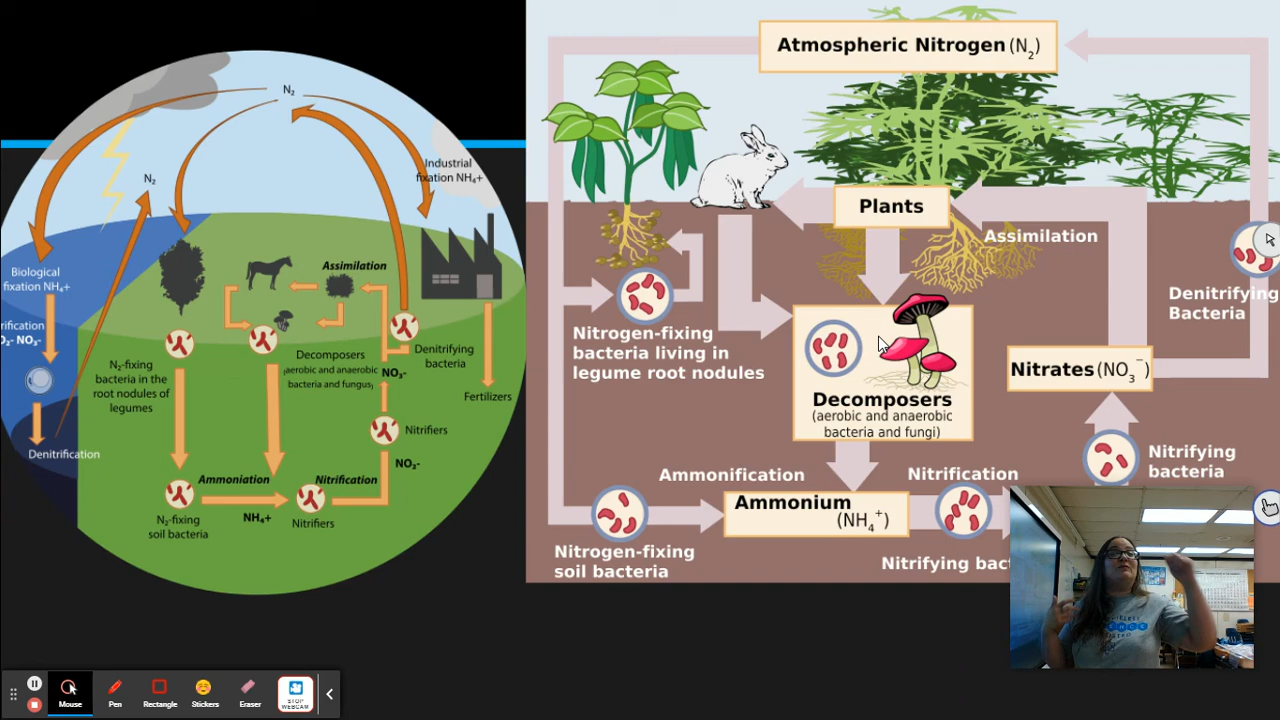 N₂
N₂
Industrial
fixation NH₄+
Biological
fixation NH₄+
rification
O₂- NO₃-
Denitrification
Assimilation
N₂-fixing
bacteria in the
root nodules of
legumes
Decomposers
(aerobic and anaerobic
bacteria and fungus)
NO₃-
Denitrifying
bacteria
Fertilizers
Nitrifiers
NO₂-
Ammoniation
NH₄+
Nitrification
Nitrifiers
N₂-fixing
soil bacteria
Atmospheric Nitrogen (N₂)
Plants
Assimilation
Nitrogen-fixing
bacteria living in
legume root nodules
Decomposers
(aerobic and anaerobic
bacteria and fungi)
Denitrifying
Bacteria
Nitrates (NO₃⁻)
Nitrifying
bacteria
Ammonification
Nitrification
Ammonium
(NH₄⁺)
Nitrogen-fixing
soil bacteria
Nitrifying bact
Mouse
Pen
Rectangle
Stickers
Eraser
STOP
WEBCAM